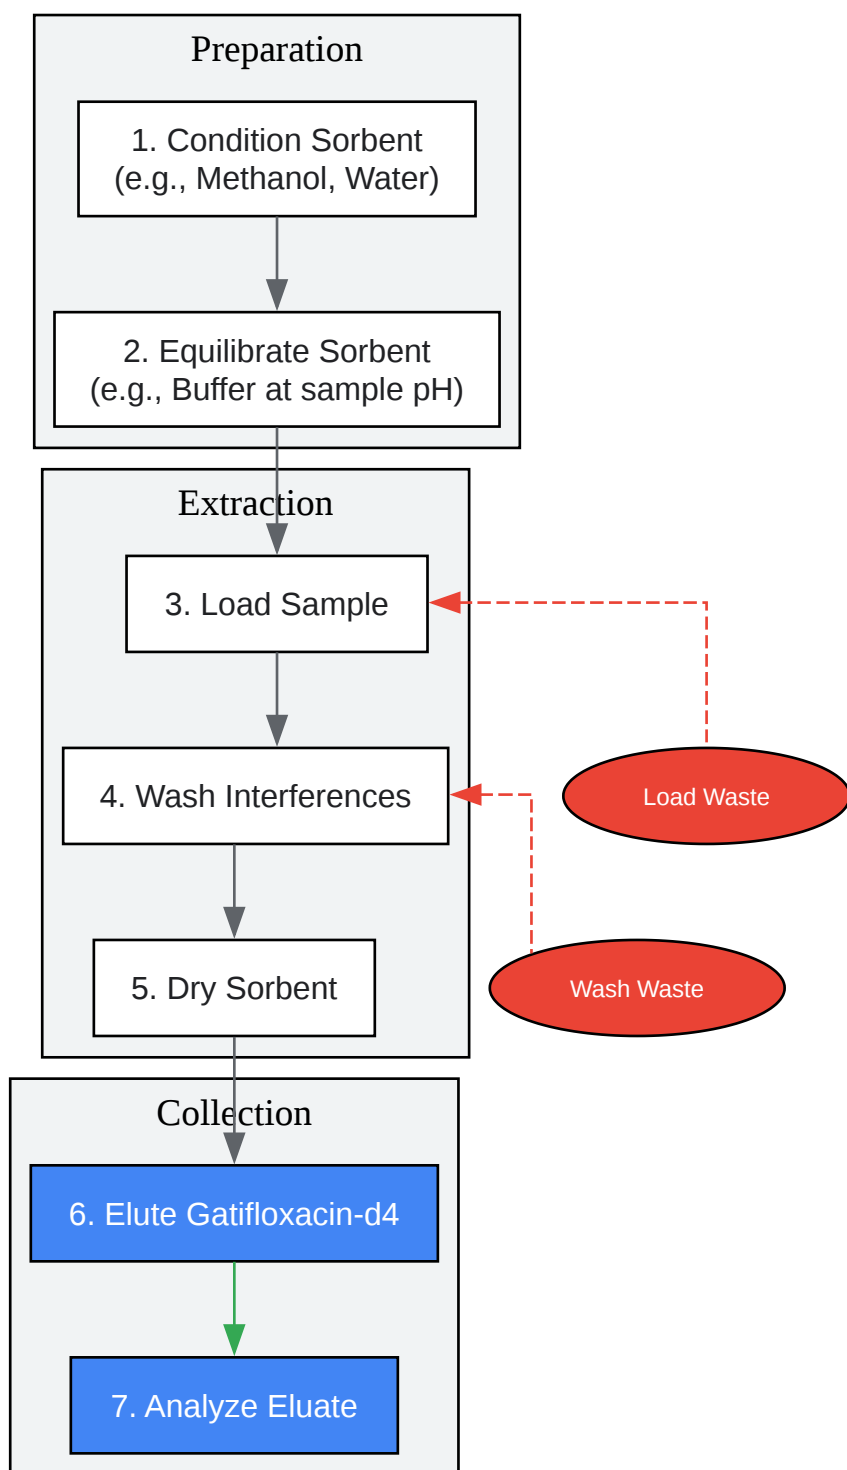 Preparation
1. Condition Sorbent
(e.g., Methanol, Water)
2. Equilibrate Sorbent
(e.g., Buffer at sample pH)
Extraction
3. Load Sample
4. Wash Interferences
Load Waste
5. Dry Sorbent
Wash Waste
Collection
6. Elute Gatifloxacin-d4
7. Analyze Eluate